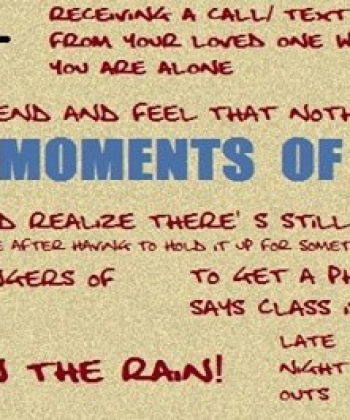 RECEIVING A CALL/ TEXT
FROM YOUR LOVED ONE W
YOU ARE ALONE
END AND FEEL THAT NOTH
MOMENTS OF
D REALIZE THERE'S STILL
E AFTER HAVING TO HOLD IT UP FOR SOMET
NGERS OF
TO GET A PH
SAYS CLASS I
LATE
NIGHT
OUTS
N THE RAIN!